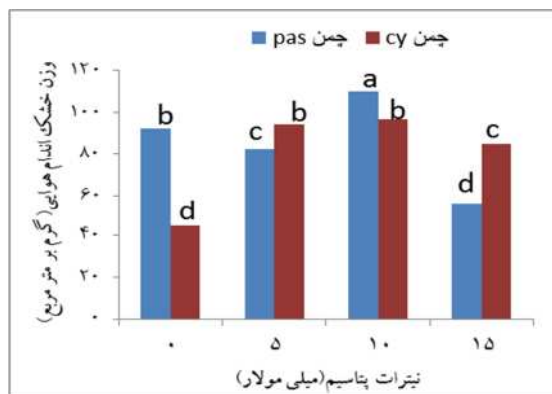 چمن pas چمن cy
وزن خشک اندام هوایی( گرم بر متر مربع)
۱۲۰
۱۰۰
۸۰
۶۰
۴۰
۲۰
۰
b d c b a b d c
۰ ۵ ۱۰ ۱۵
نیترات پتاسیم(میلی مولار)